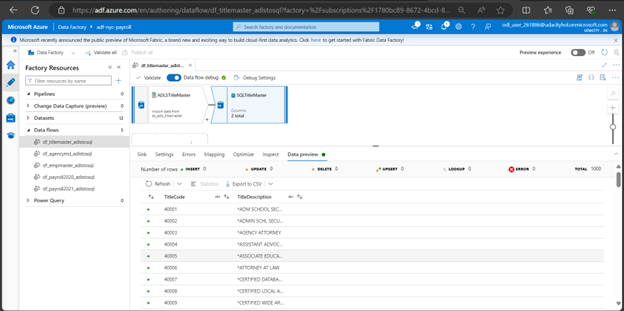 https://adf.azure.com/en/authoring/dataflow/df_titlemaster_adlstosql?factory=%2Fsubscriptions%2F1780bc89-8672-4bcd-8...
Microsoft Azure
Data Factory
adf-nyc-payroll
Search factory and documentation
UDACITY
Microsoft recently announced the public preview of Microsoft Fabric, a brand new and exciting way to build cloud-first data analytics. Click here to get started with Fabric Data Factory!
Data Factory
Validate all
Publish all
Preview experience
Off
Factory Resources
Filter resources by name
Pipelines
Change Data Capture (preview)
Datasets
12
Data flows
5
df_titlemaster_adlstosql
df_agencymd_adlstosql
df_empmaster_adlstosql
df_payroll2020_adlstosql
df_payroll2021_adlstosql
Power Query
0
df_titlemaster_adlst...
Validate
Data flow debug
Debug Settings
ADLSTitleMaster
Import data from
SQLTitleMaster
Columns:
2 total
Sink
Settings
Errors
Mapping
Optimize
Inspect
Data preview
Number of rows
INSERT 0
UPDATE 0
DELETE 0
UPSERT 0
LOOKUP 0
ERROR 0
TOTAL 1000
Refresh
Statistics
Export to CSV
TitleCode
abc
TitleDescription
abc
40001
*ADM SCHOOL SEC...
40002
*ADMIN SCHL SECU...
40003
*AGENCY ATTORNEY
40004
*ASSISTANT ADVOC...
40005
*ASSOCIATE EDUCA...
40006
*ATTORNEY AT LAW
40007
*CERTIFIED DATABA...
40008
*CERTIFIED LOCAL A...
40009
*CERTIFIED WIDE AR...